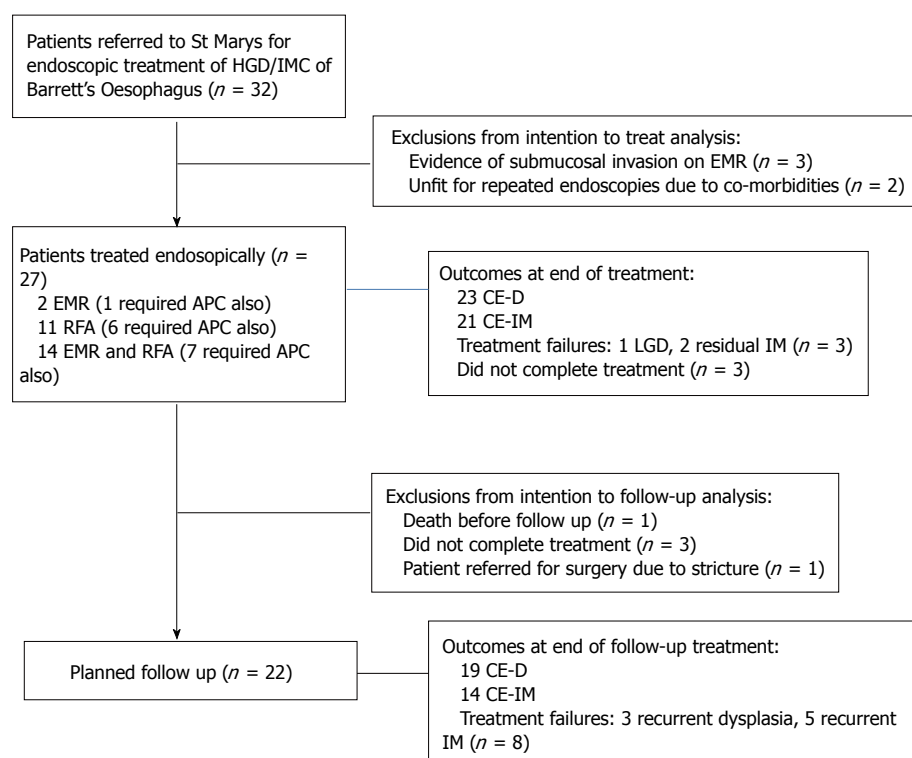 Patients referred to St Marys for
endoscopic treatment of HGD/IMC of
Barrett's Oesophagus (n = 32)
Exclusions from intention to treat analysis:
Evidence of submucosal invasion on EMR (n = 3)
Unfit for repeated endoscopies due to co-morbidities (n = 2)
Patients treated endosopically (n =
27)
2 EMR (1 required APC also)
11 RFA (6 required APC also)
14 EMR and RFA (7 required APC
also)
Outcomes at end of treatment:
23 CE-D
21 CE-IM
Treatment failures: 1 LGD, 2 residual IM (n = 3)
Did not complete treatment (n = 3)
Exclusions from intention to follow-up analysis:
Death before follow up (n = 1)
Did not complete treatment (n = 3)
Patient referred for surgery due to stricture (n = 1)
Planned follow up (n = 22)
Outcomes at end of follow-up treatment:
19 CE-D
14 CE-IM
Treatment failures: 3 recurrent dysplasia, 5 recurrent
IM (n = 8)